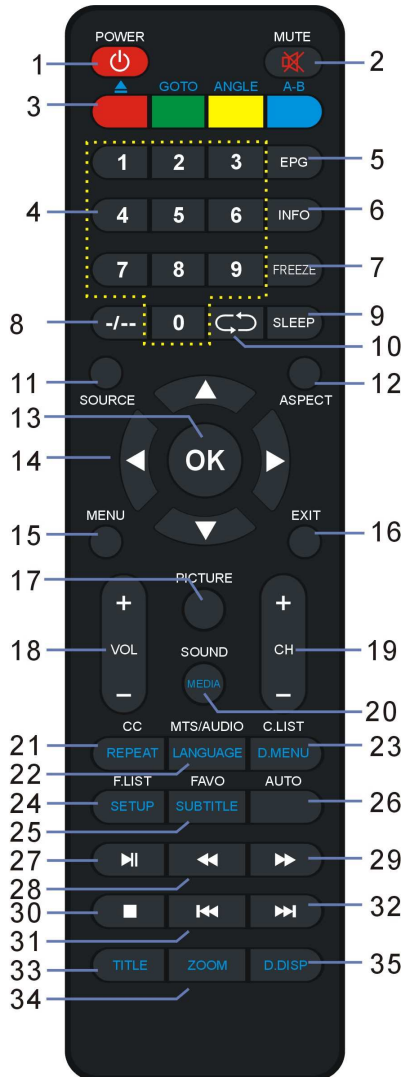 POWER MUTE
1 2
GOTO ANGLE A-B
3
1 2 3 EPG 5
4 4 5 6 INFO 6
7 8 9 FREEZE 7
8 -/-- 0 SLEEP 9
10
11 12
SOURCE ASPECT
13
14 OK
MENU EXIT
15 16
17 PICTURE
+ +
18 VOL SOUND CH 19
MEDIA
- -
20
CC MTS/AUDIO C.LIST
21 REPEAT LANGUAGE D.MENU 23
22
F.LIST FAVO AUTO
24 SETUP SUBTITLE 26
25
27 29
28
30 32
31
33 TITLE ZOOM D.DISP 35
34